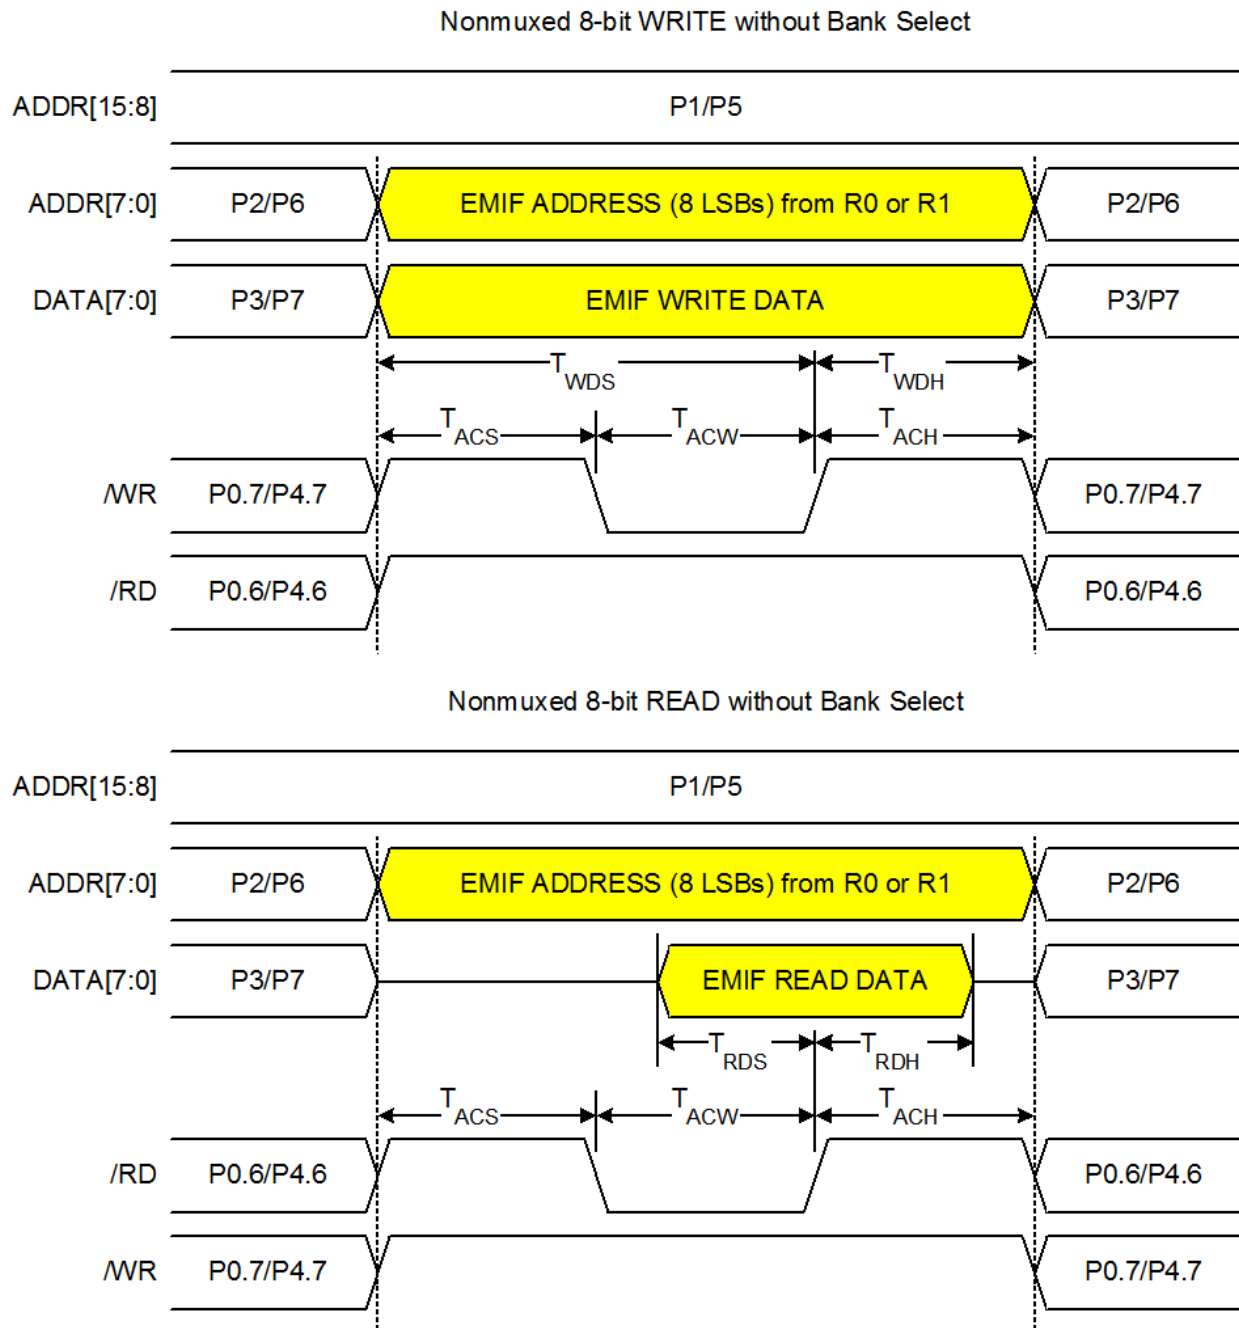 Nonmuxed 8-bit WRITE without Bank Select
ADDR[15:8] P1/P5
ADDR[7:0] P2/P6 EMIF ADDRESS (8 LSBs) from R0 or R1 P2/P6
DATA[7:0] P3/P7 EMIF WRITE DATA P3/P7
TWDS TWDH
TACS TACW TACH
/WR P0.7/P4.7 P0.7/P4.7
/RD P0.6/P4.6 P0.6/P4.6
Nonmuxed 8-bit READ without Bank Select
ADDR[15:8] P1/P5
ADDR[7:0] P2/P6 EMIF ADDRESS (8 LSBs) from R0 or R1 P2/P6
DATA[7:0] P3/P7 EMIF READ DATA P3/P7
TRDS TRDH
TACS TACW TACH
/RD P0.6/P4.6 P0.6/P4.6
/WR P0.7/P4.7 P0.7/P4.7